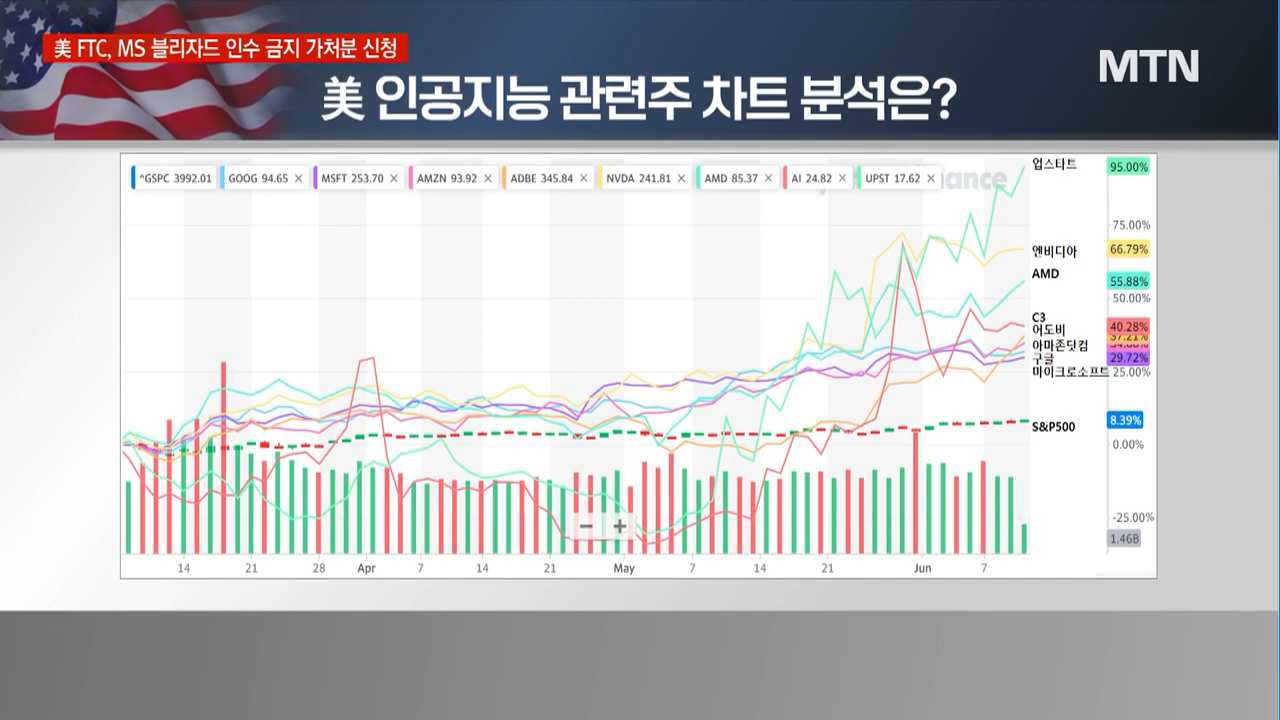 美 FTC, MS 블리자드 인수 금지 가처분 신청
MTN
美 인공지능 관련주 차트 분석은?
^GSPC 3992.01
GOOG 94.65 ×
MSFT 253.70 ×
AMZN 93.92 ×
ADBE 345.84 ×
NVDA 241.81 ×
AMD 85.37 ×
AI 24.82 ×
UPST 17.62 ×
업스타트
95.00%
75.00%
엔비디아
66.79%
AMD
55.88%
50.00%
C3
40.28%
어도비
37.21%
아마존닷컴
구글
29.72%
마이크로소프트
25.00%
S&P500
8.39%
0.00%
-25.00%
1.46B
− +
14 21 28 Apr 7 14 21 May 7 14 21 Jun 7